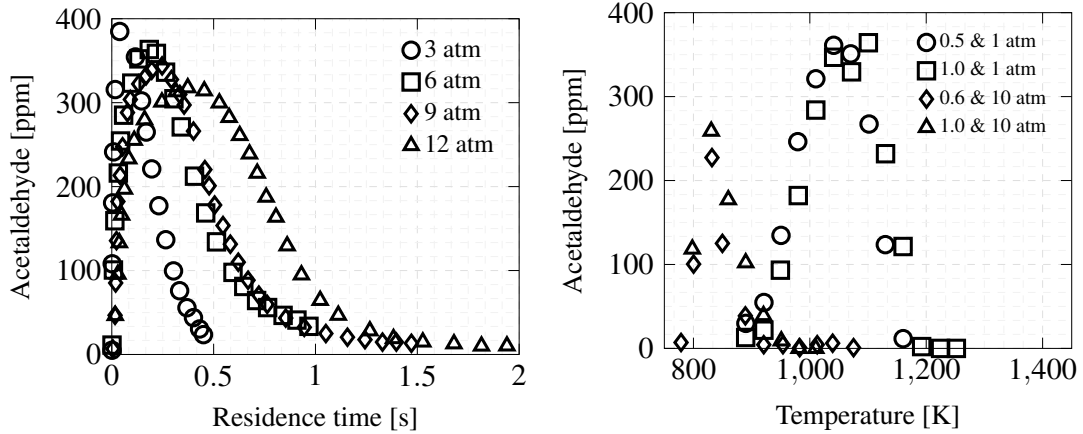 400
300
200
100
0
Acetaldehyde [ppm]
3 atm
6 atm
9 atm
12 atm
0 0.5 1 1.5 2
Residence time [s]
400
300
200
100
0
Acetaldehyde [ppm]
0.5 & 1 atm
1.0 & 1 atm
0.6 & 10 atm
1.0 & 10 atm
800 1,000 1,200 1,400
Temperature [K]